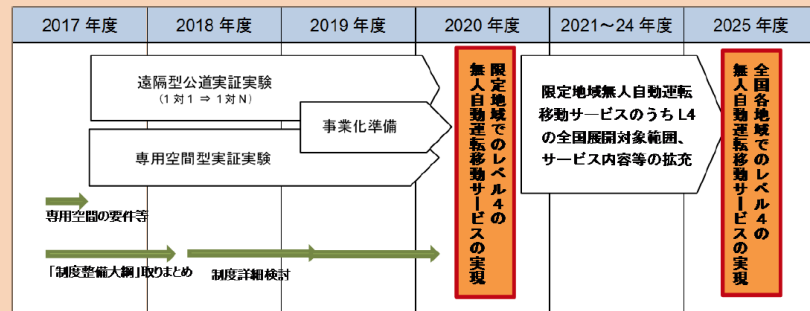 2017 年度
2018 年度
2019 年度
2020 年度
2021～24 年度
2025 年度
遠隔型公道実証実験
(1 対 1 ⇒ 1 対 N)
事業化準備
専用空間型実証実験
限定地域でのレベル４の
無人自動運転移動サービスの実現
限定地域無人自動運転
移動サービスのうち L4
の全国展開対象範囲、
サービス内容等の拡充
全国各地域でのレベル４の
無人自動運転移動サービスの実現
専用空間の要件等
「制度整備大綱」取りまとめ
制度詳細検討